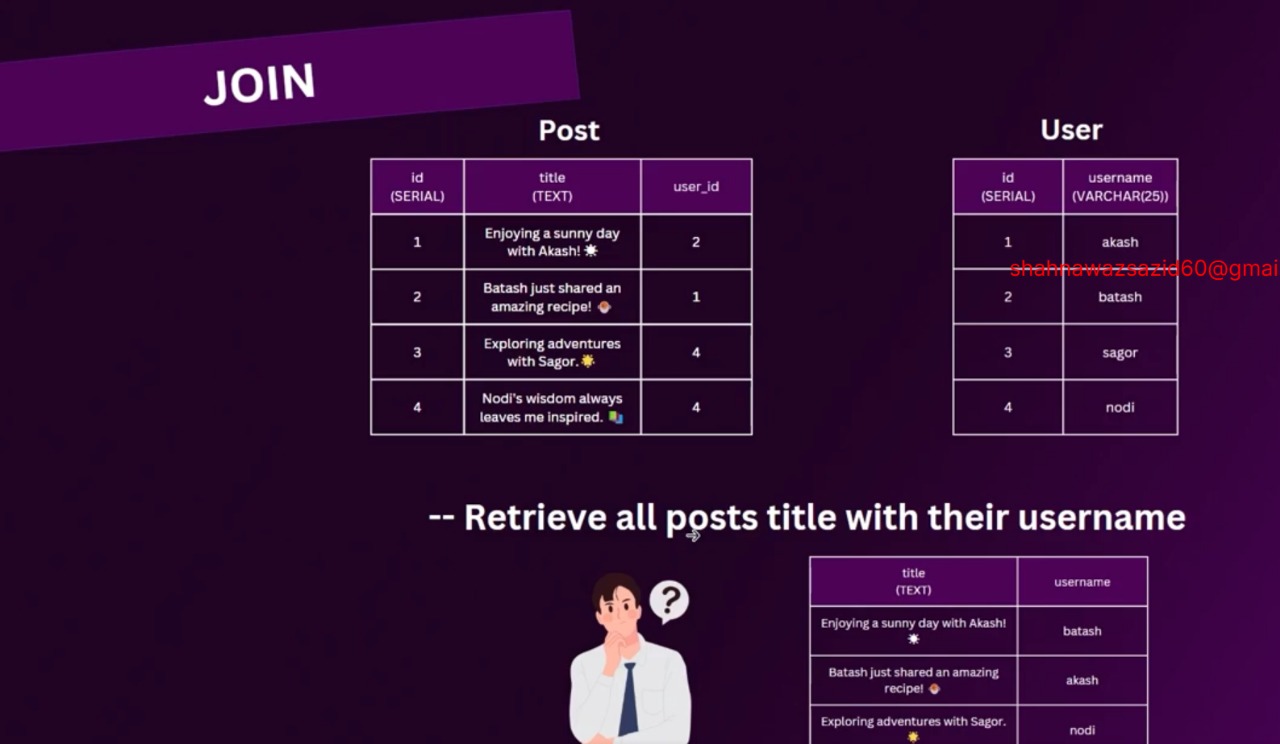 JOIN
Post
id
(SERIAL)
title
(TEXT)
user_id
1
Enjoying a sunny day
with Akash! ☀️
2
2
Batash just shared an
amazing recipe!
1
3
Exploring adventures
with Sagor. 🌟
4
4
Nodi's wisdom always
leaves me inspired. 📚
4
User
id
(SERIAL)
username
(VARCHAR(25))
1
akash
2
batash
3
sagor
4
nodi
shahnawazsazid60@gmai
-- Retrieve all posts title with their username
?
title
(TEXT)
username
Enjoying a sunny day with Akash!
☀️
batash
Batash just shared an amazing
recipe!
akash
Exploring adventures with Sagor.
🌟
nodi